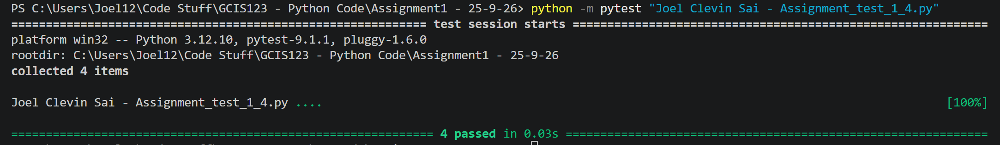 PS C:\Users\Joel12\Code Stuff\GCIS123 - Python Code\Assignment1 - 25-9-26> python -m pytest "Joel Clevin Sai - Assignment_test_1_4.py"
============================================================ test session starts ============================================================
platform win32 -- Python 3.12.10, pytest-9.1.1, pluggy-1.6.0
rootdir: C:\Users\Joel12\Code Stuff\GCIS123 - Python Code\Assignment1 - 25-9-26
collected 4 items
Joel Clevin Sai - Assignment_test_1_4.py .... [100%]
============================================================= 4 passed in 0.03s =============================================================